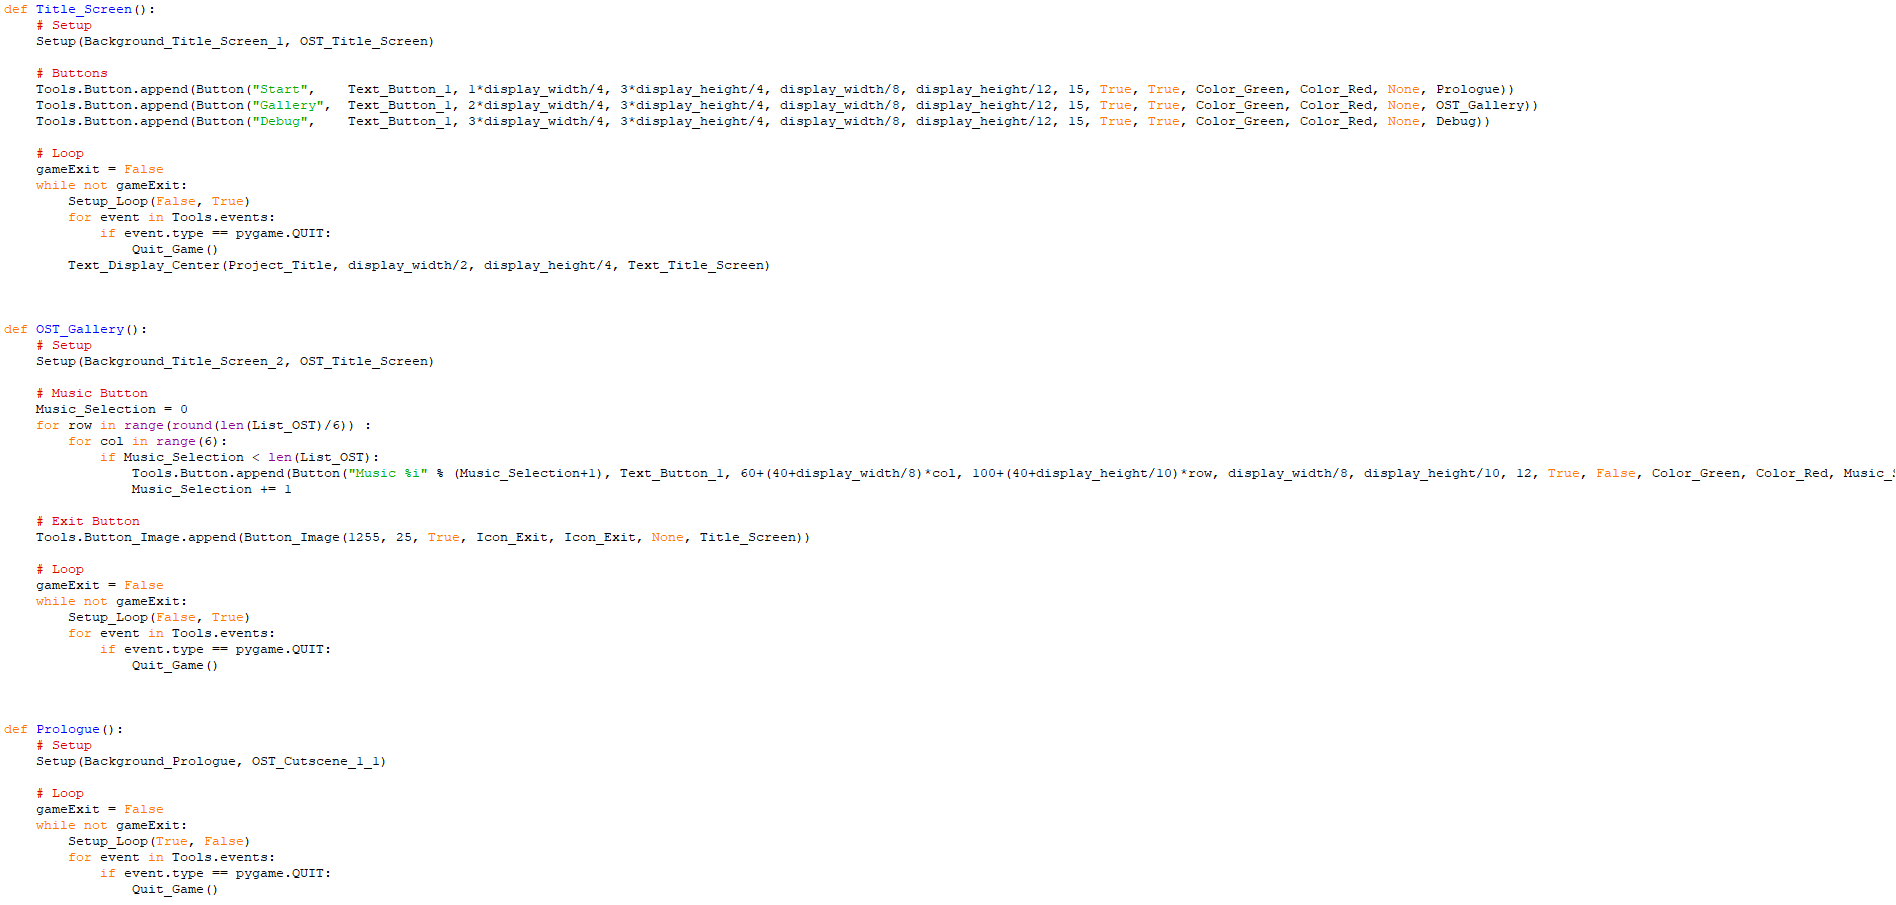 def Title_Screen():
    # Setup
    Setup(Background_Title_Screen_1, OST_Title_Screen)

    # Buttons
    Tools.Button.append(Button("Start",    Text_Button_1, 1*display_width/4, 3*display_height/4, display_width/8, display_height/12, 15, True, True, Color_Green, Color_Red, None, Prologue))
    Tools.Button.append(Button("Gallery",  Text_Button_1, 2*display_width/4, 3*display_height/4, display_width/8, display_height/12, 15, True, True, Color_Green, Color_Red, None, OST_Gallery))
    Tools.Button.append(Button("Debug",    Text_Button_1, 3*display_width/4, 3*display_height/4, display_width/8, display_height/12, 15, True, True, Color_Green, Color_Red, None, Debug))

    # Loop
    gameExit = False
    while not gameExit:
        Setup_Loop(False, True)
        for event in Tools.events:
            if event.type == pygame.QUIT:
                Quit_Game()
        Text_Display_Center(Project_Title, display_width/2, display_height/4, Text_Title_Screen)

def OST_Gallery():
    # Setup
    Setup(Background_Title_Screen_2, OST_Title_Screen)

    # Music Button
    Music_Selection = 0
    for row in range(round(len(List_OST)/6)) :
        for col in range(6):
            if Music_Selection < len(List_OST):
                Tools.Button.append(Button("Music %i" % (Music_Selection+1), Text_Button_1, 60+(40+display_width/8)*col, 100+(40+display_height/10)*row, display_width/8, display_height/10, 12, True, False, Color_Green, Color_Red, Music_
                Music_Selection += 1

    # Exit Button
    Tools.Button_Image.append(Button_Image(1255, 25, True, Icon_Exit, Icon_Exit, None, Title_Screen))

    # Loop
    gameExit = False
    while not gameExit:
        Setup_Loop(False, True)
        for event in Tools.events:
            if event.type == pygame.QUIT:
                Quit_Game()

def Prologue():
    # Setup
    Setup(Background_Prologue, OST_Cutscene_1_1)

    # Loop
    gameExit = False
    while not gameExit:
        Setup_Loop(True, False)
        for event in Tools.events:
            if event.type == pygame.QUIT:
                Quit_Game()